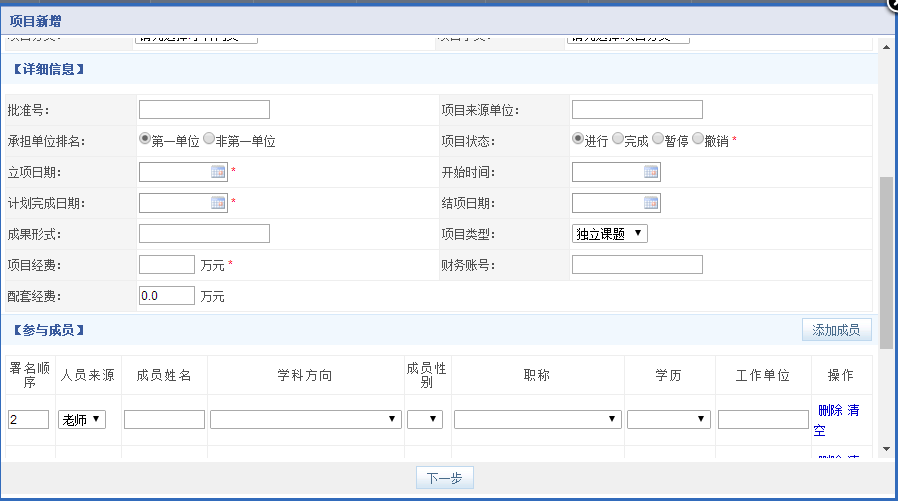 项目新增
【详细信息】
批准号： 项目来源单位：
承担单位排名： 第一单位 非第一单位 项目状态： 进行 完成 暂停 撤销 *
立项日期： * 开始时间：
计划完成日期： * 结项日期：
成果形式： 项目类型： 独立课题
项目经费： 万元 * 财务账号：
配套经费： 0.0 万元
【参与成员】 添加成员
署名顺序 人员来源 成员姓名 学科方向 成员性别 职称 学历 工作单位 操作
2 老师 删除 清空
下一步